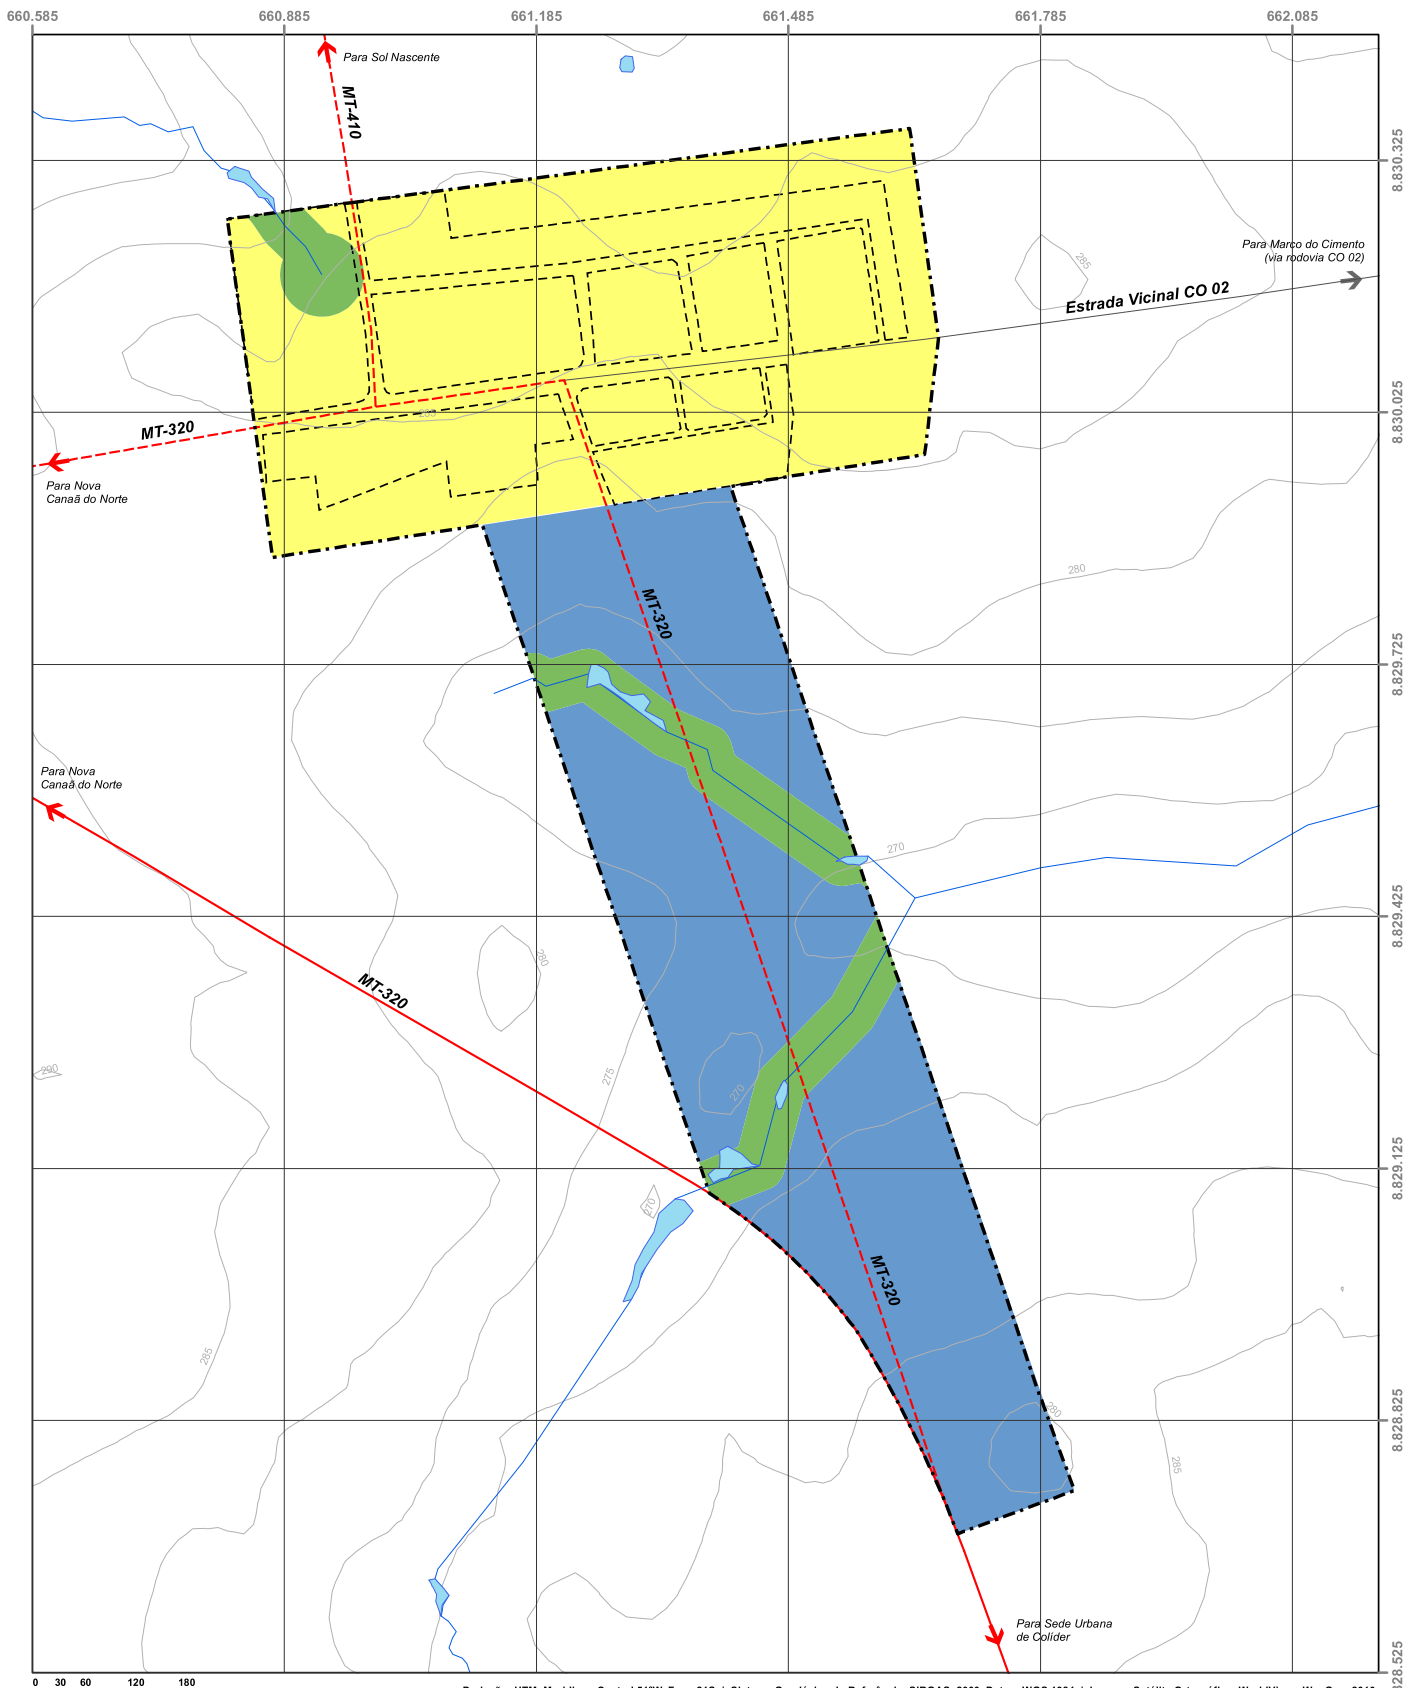 660.585 660.885 661.185 661.485 661.785 662.085
Para Sol Nascente
MT-410
8.830.325
Para Marco do Cimento
(via rodovia CO 02)
285
Estrada Vicinal CO 02
8.830.025
285
MT-320
Para Nova
Canaã do Norte
280
MT-320
8.829.725
Para Nova
Canaã do Norte
270
8.829.425
280
MT-320
290
275
270
8.829.125
270
MT-320
285
280
8.828.825
285
Para Sede Urbana
de Colíder
28.525
0 30 60 120 180